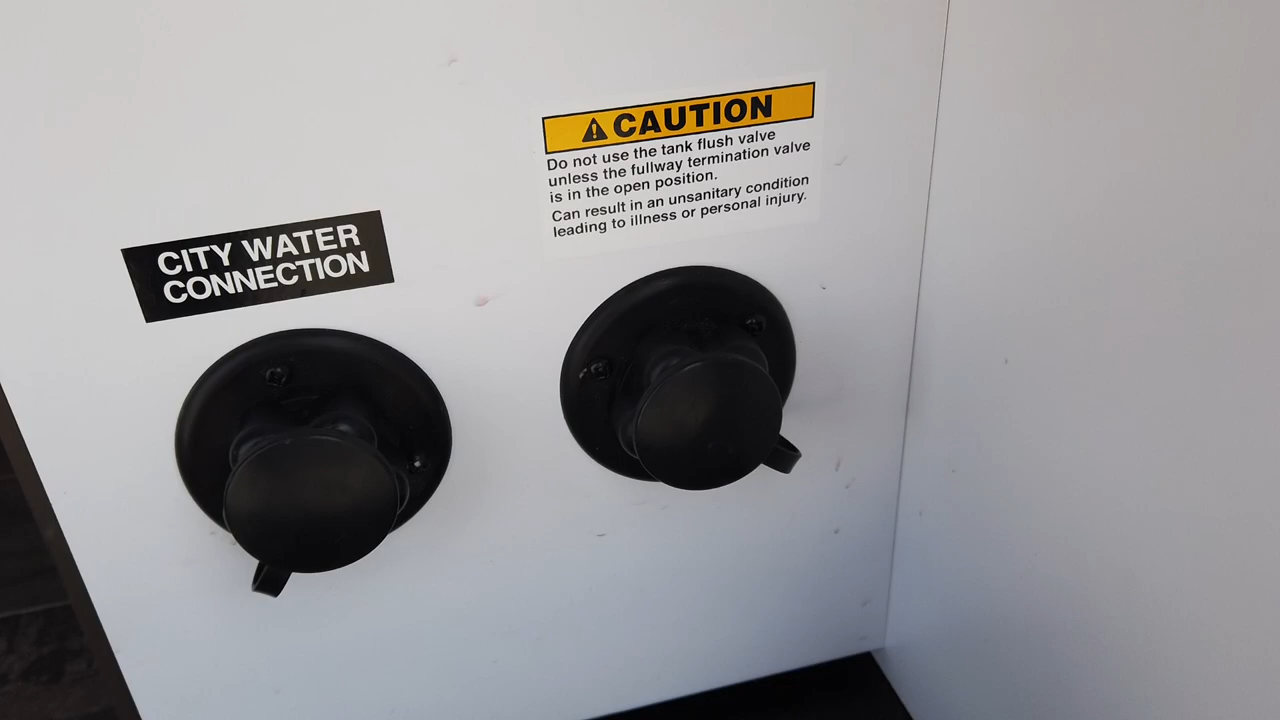 CITY WATER
CONNECTION
CAUTION
Do not use the tank flush valve
unless the fullway termination valve
is in the open position.
Can result in an unsanitary condition
leading to illness or personal injury.